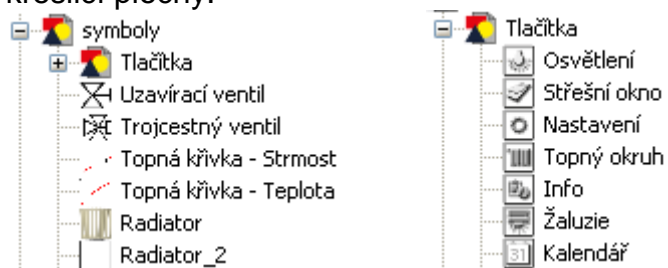 kreslicí plochy.
symboly
Tlačítka
Uzavírací ventil
Trojcestný ventil
Topná křivka - Strmost
Topná křivka - Teplota
Radiator
Radiator_2
Tlačítka
Osvětlení
Střešní okno
Nastavení
Topný okruh
Info
Žaluzie
Kalendář